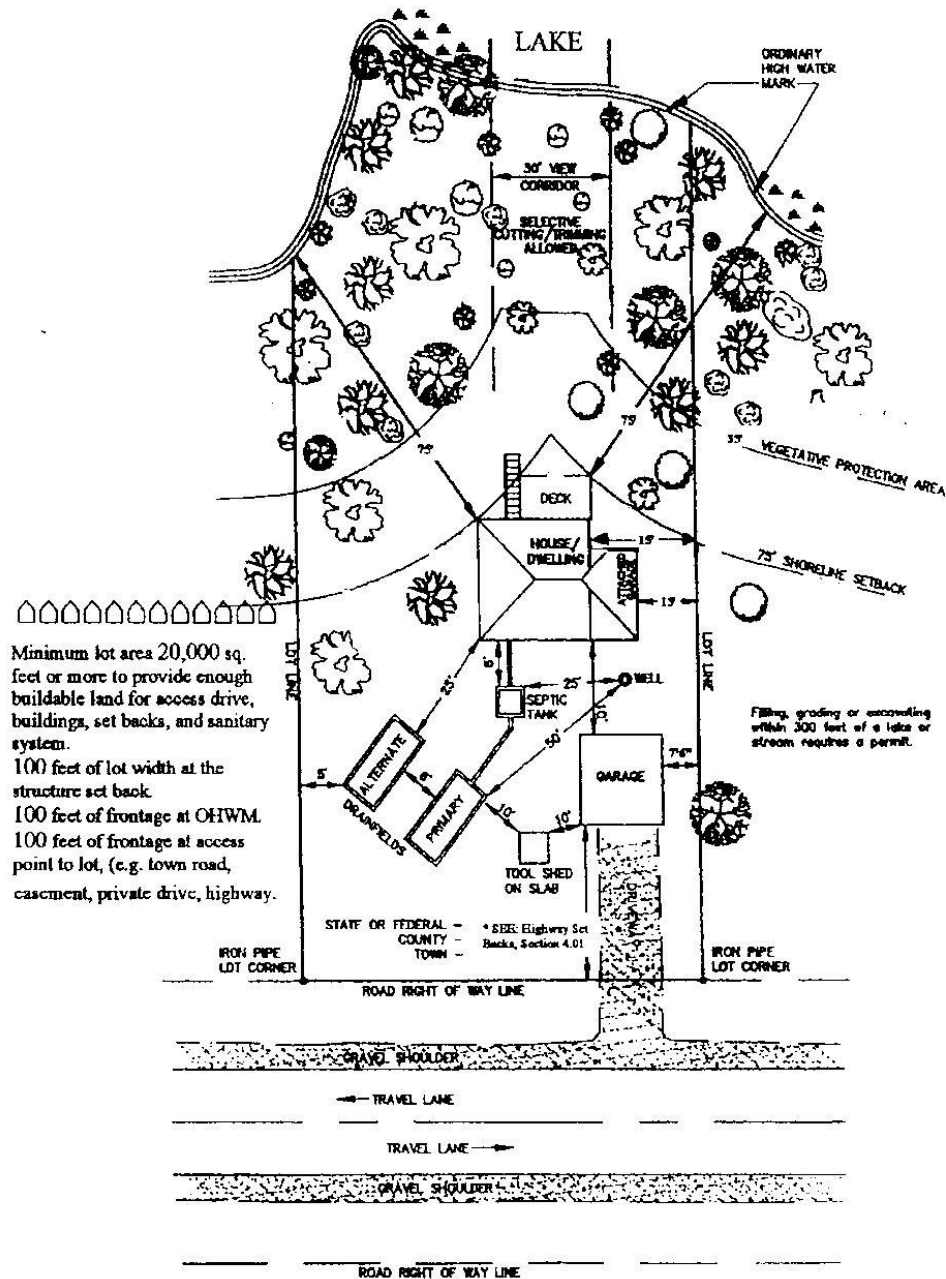 LAKE
ORDINARY
HIGH WATER
MARK
30' VIEW
CORRIDOR
SELECTIVE
CUTTING/TRIMMING
ALLOWED
75'
75'
35' VEGETATIVE PROTECTION AREA
DECK
HOUSE/
DWELLING
15'
75' SHORELINE SETBACK
15'
LOT LINE
LOT LINE
Minimum lot area 20,000 sq.
feet or more to provide enough
buildable land for access drive,
buildings, set backs, and sanitary
system.
100 feet of lot width at the
structure set back
100 feet of frontage at OHWM.
100 feet of frontage at access
point to lot, (e.g. town road,
easement, private drive, highway.
25'
SEPTIC
TANK
25'
WELL
50'
10'
Filling, grading or excavating
within 300 feet of a lake or
stream requires a permit.
ALTERNATE
PRIMARY
DRAINFIELDS
5'
6'
GARAGE
7'6"
10'
10'
TOOL SHED
ON SLAB
DRIVEWAY
STATE OR FEDERAL -
COUNTY -
TOWN -
* SEE: Highway Set
Backs, Section 4.01
IRON PIPE
LOT CORNER
IRON PIPE
LOT CORNER
ROAD RIGHT OF WAY LINE
GRAVEL SHOULDER
TRAVEL LANE
TRAVEL LANE
GRAVEL SHOULDER
ROAD RIGHT OF WAY LINE